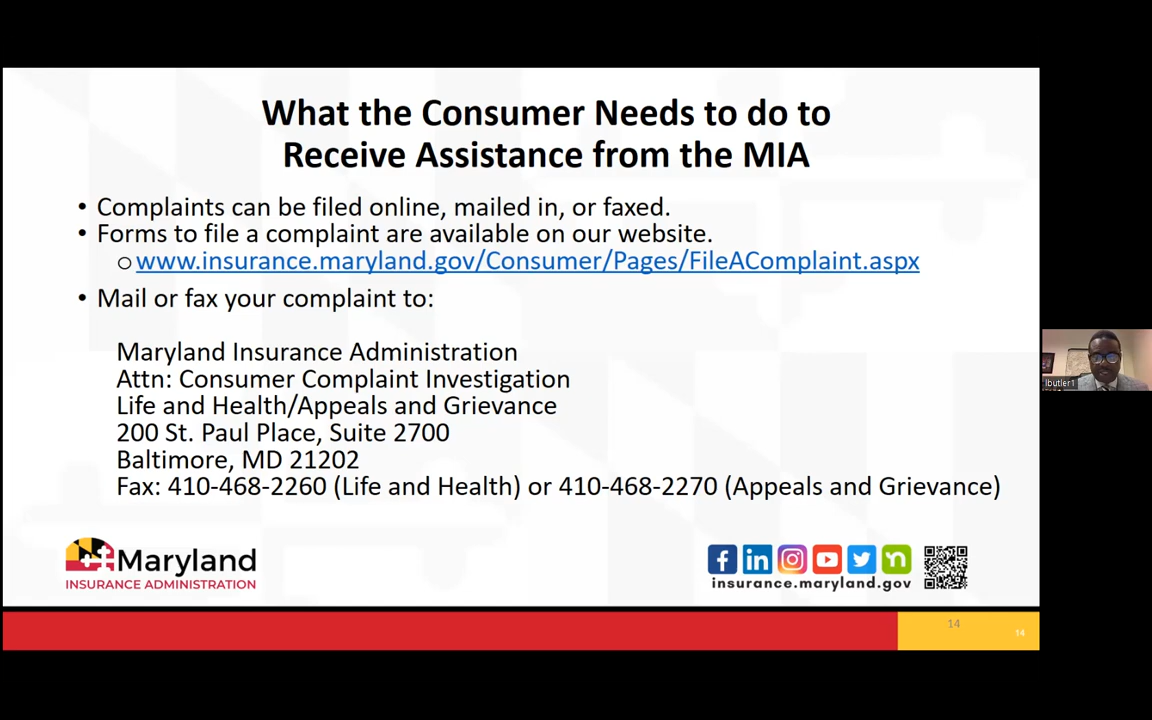 What the Consumer Needs to do to
Receive Assistance from the MIA
• Complaints can be filed online, mailed in, or faxed.
• Forms to file a complaint are available on our website.
o www.insurance.maryland.gov/Consumer/Pages/FileAComplaint.aspx
• Mail or fax your complaint to:
Maryland Insurance Administration
Attn: Consumer Complaint Investigation
Life and Health/Appeals and Grievance
200 St. Paul Place, Suite 2700
Baltimore, MD 21202
Fax: 410-468-2260 (Life and Health) or 410-468-2270 (Appeals and Grievance)
Maryland
INSURANCE ADMINISTRATION
insurance.maryland.gov
14
14
lbutler1